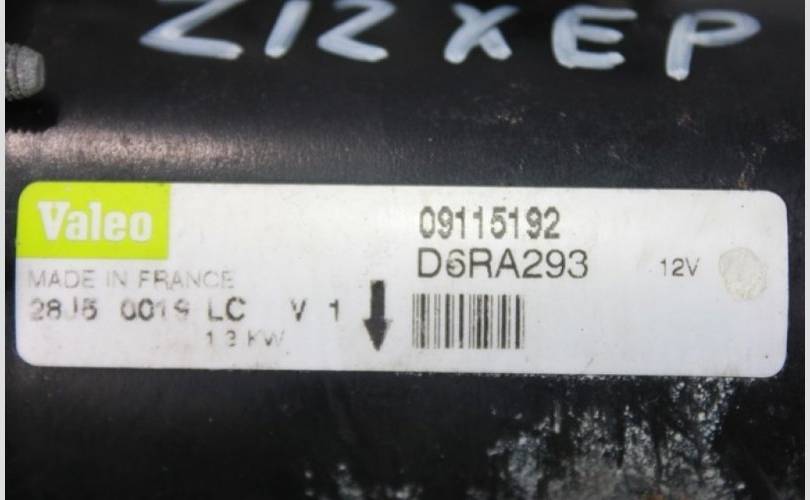 Z12XEP
Valeo
09115192
D6RA293
12V
MADE IN FRANCE
28J5 0019 LC V 1
1.3 KW